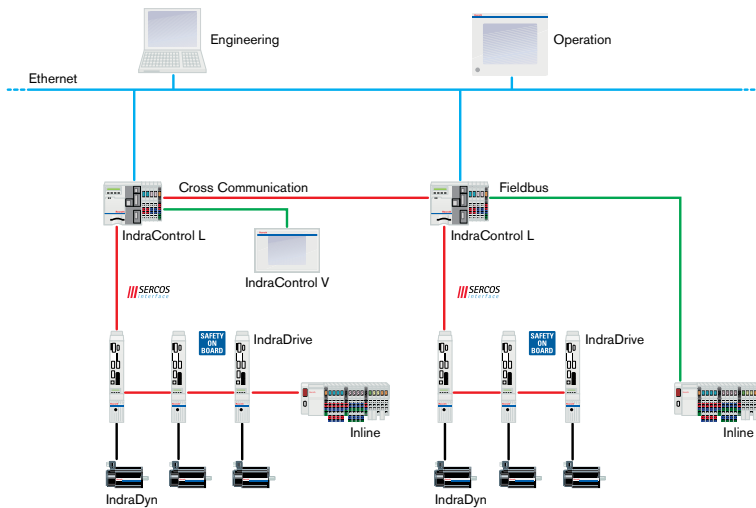 Engineering
Operation
Ethernet
Cross Communication
Fieldbus
IndraControl L
IndraControl L
IndraControl V
SERCOS
interface
SERCOS
interface
SAFETY
ON
BOARD
IndraDrive
SAFETY
ON
BOARD
IndraDrive
Inline
Inline
IndraDyn
IndraDyn